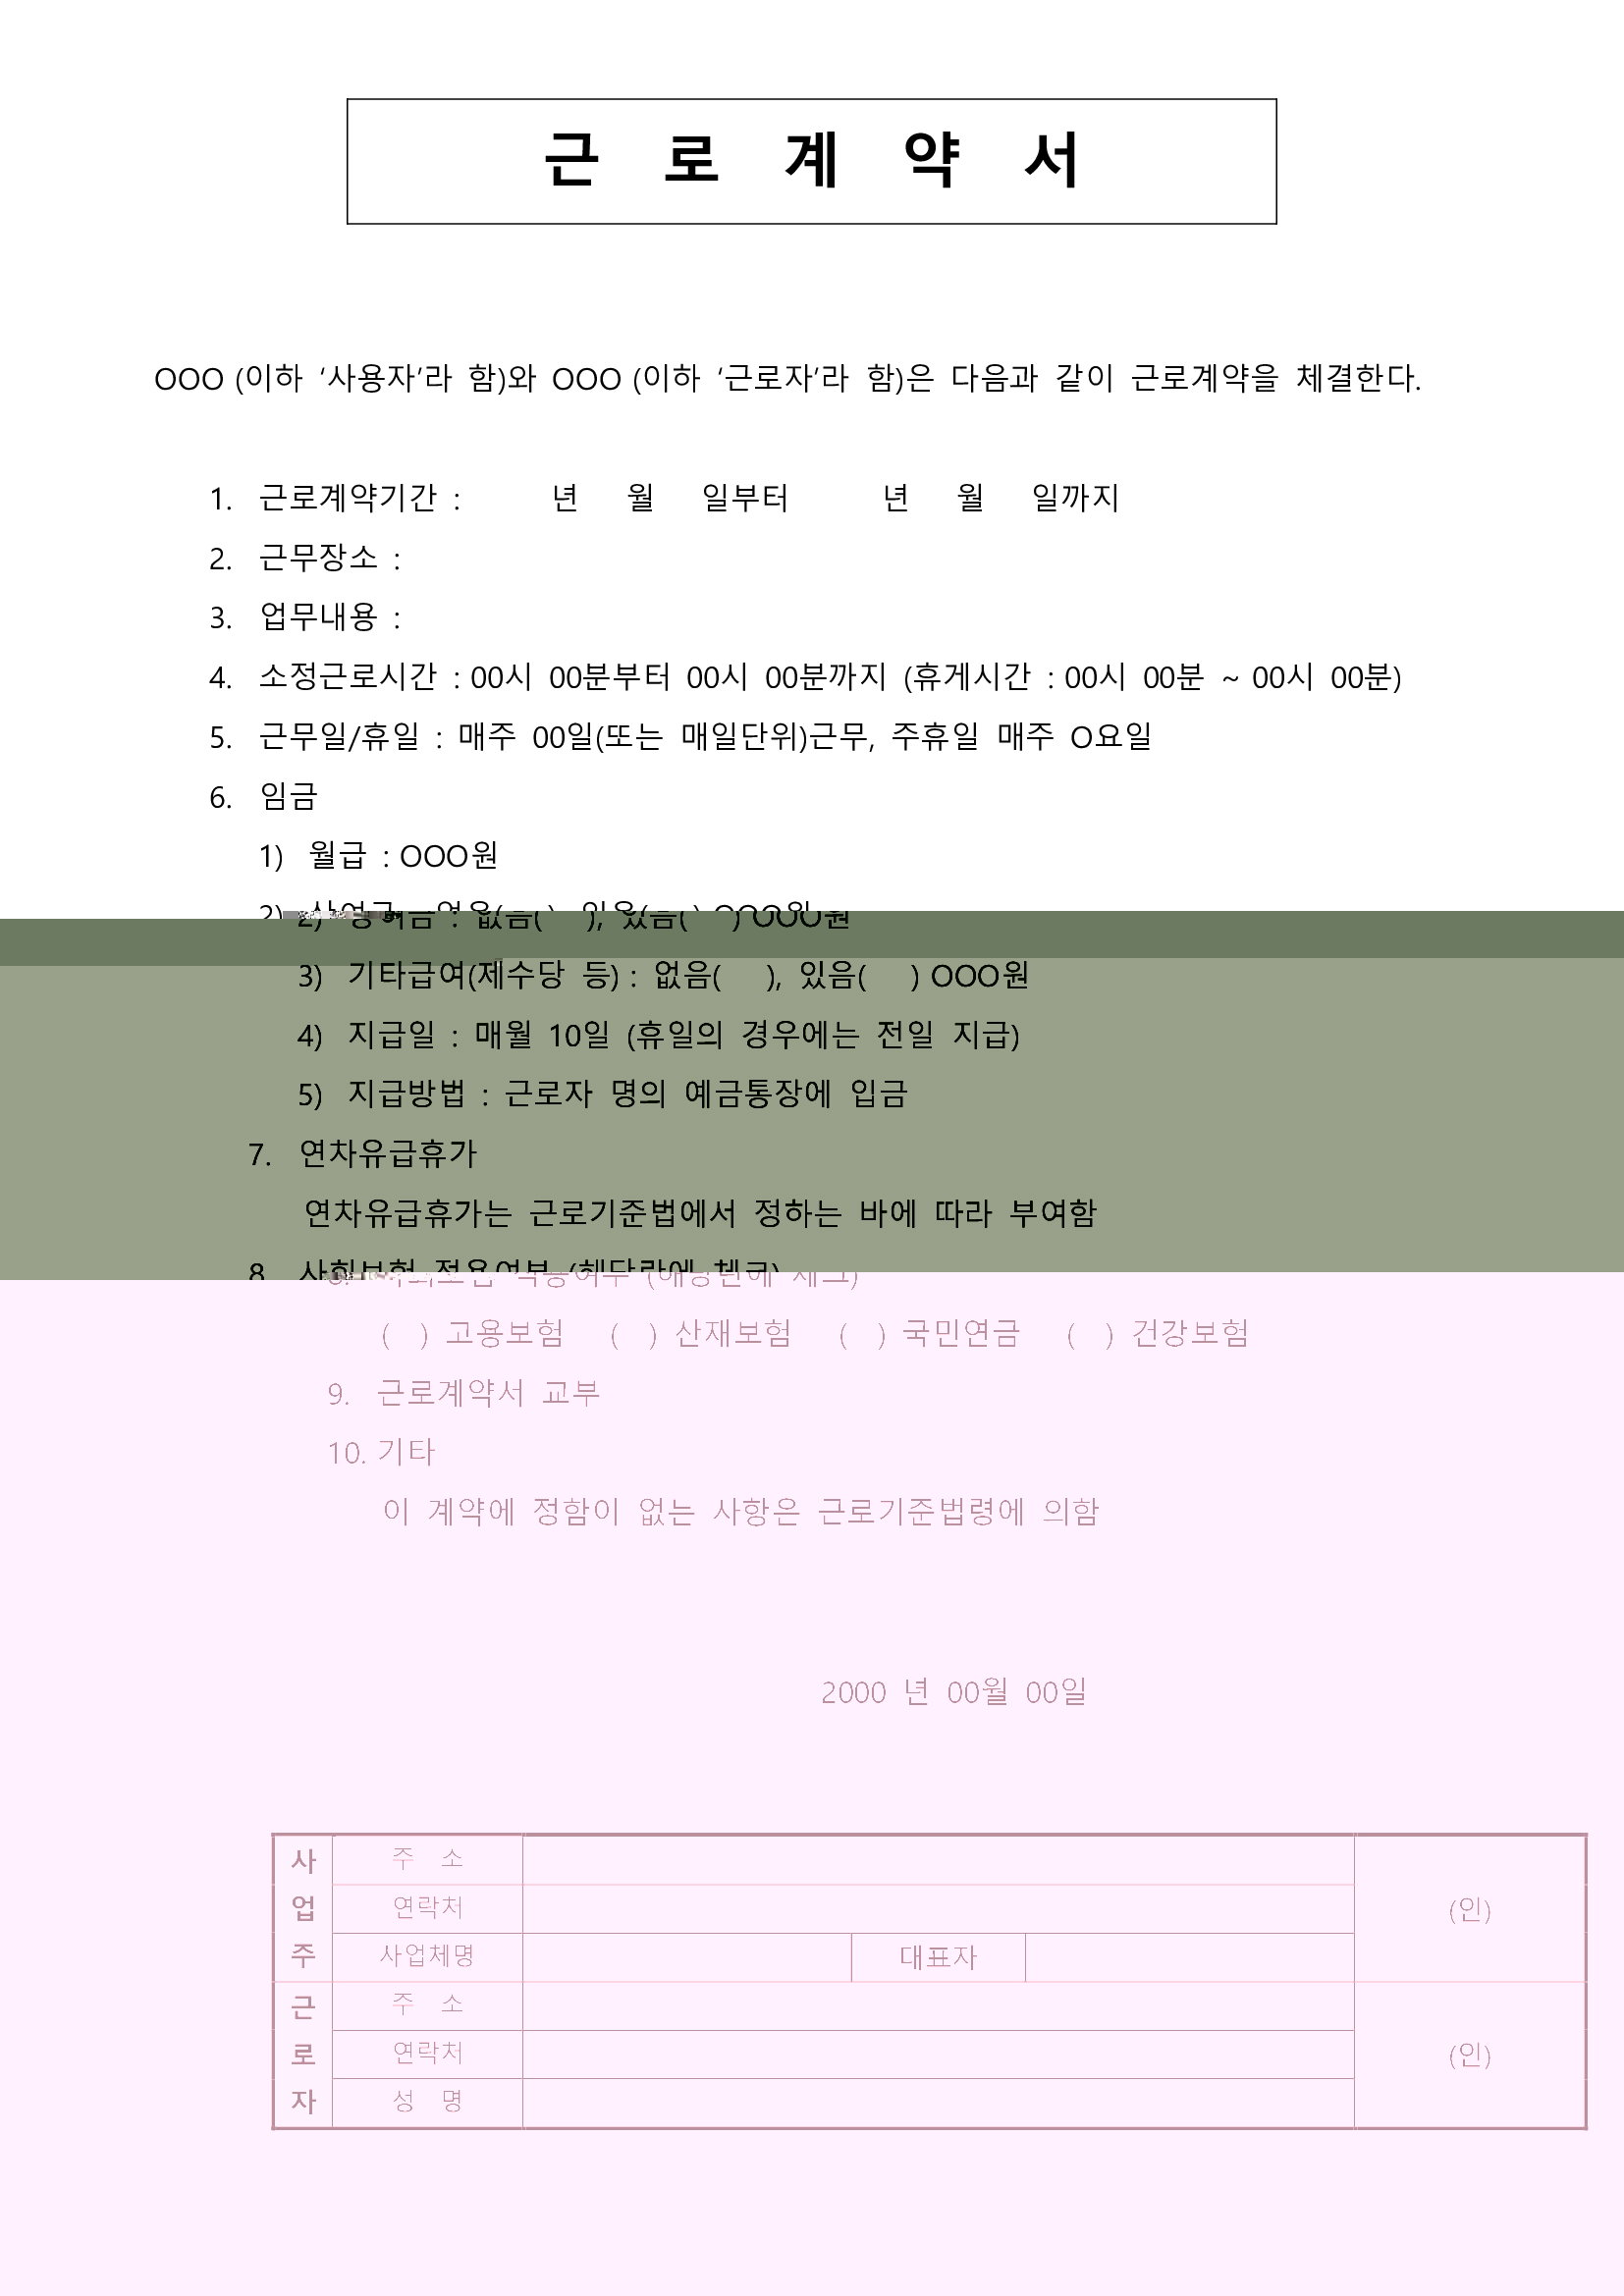 근 로 계 약 서
OOO (이하 ‘사용자’라 함)와 OOO (이하 ‘근로자’라 함)은 다음과 같이 근로계약을 체결한다.
1. 근로계약기간 : 년 월 일부터 년 월 일까지
2. 근무장소 :
3. 업무내용 :
4. 소정근로시간 : 00시 00분부터 00시 00분까지 (휴게시간 : 00시 00분 ~ 00시 00분)
5. 근무일/휴일 : 매주 00일(또는 매일단위)근무, 주휴일 매주 O요일
6. 임금
1) 월급 : OOO원
2) : 없음( ), 있음( ) OOO원
3) 기타급여(제수당 등) : 없음( ), 있음( ) OOO원
4) 지급일 : 매월 10일 (휴일의 경우에는 전일 지급)
5) 지급방법 : 근로자 명의 예금통장에 입금
7. 연차유급휴가
연차유급휴가는 근로기준법에서 정하는 바에 따라 부여함
8. 사회보험 적용여부 (해당란에 체크)
( ) 고용보험 ( ) 산재보험 ( ) 국민연금 ( ) 건강보험
9. 근로계약서 교부
10. 기타
이 계약에 정함이 없는 사항은 근로기준법령에 의함
2000 년 00월 00일
사업주
주 소
연락처
(인)
사업체명 대표자
근로자
주 소
연락처
(인)
성 명